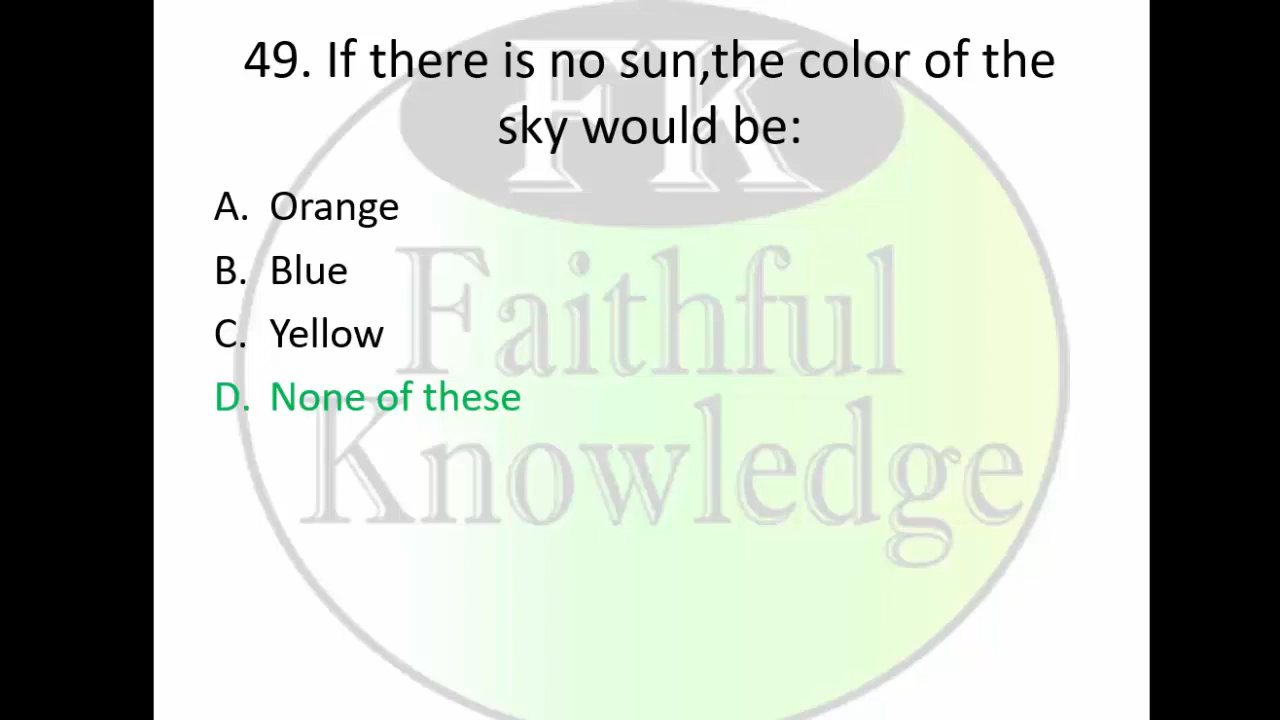 49. If there is no sun,the color of the
sky would be:
A. Orange
B. Blue
C. Yellow
D. None of these
FK
Faithful
Knowledge